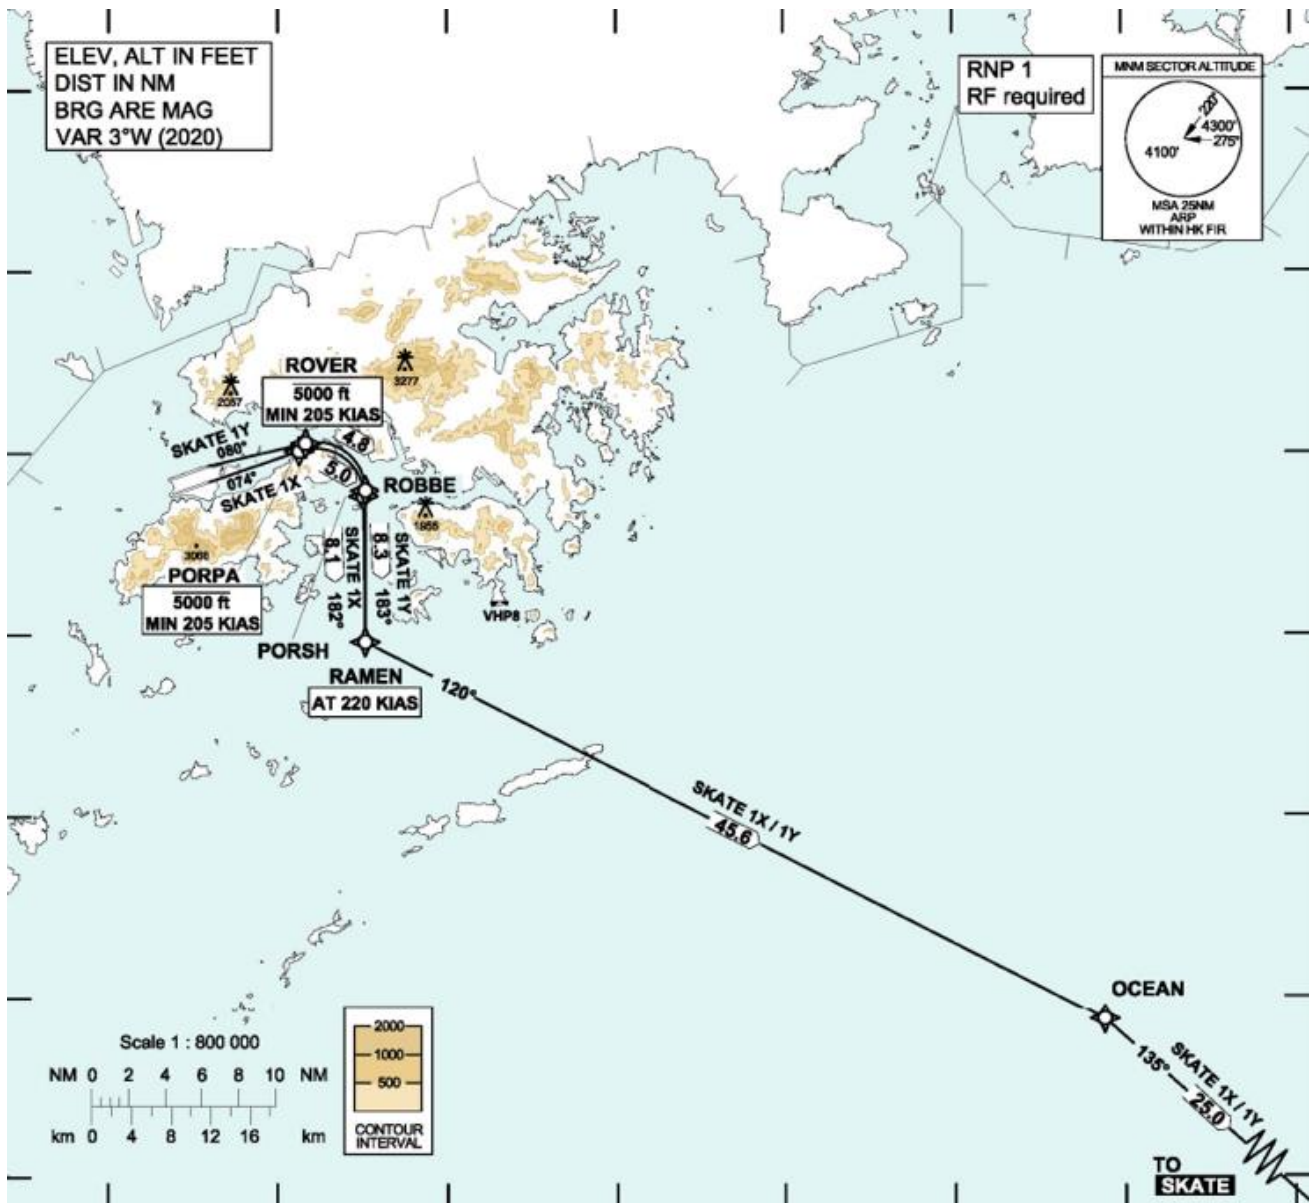 ELEV, ALT IN FEET
DIST IN NM
BRG ARE MAG
VAR 3°W (2020)
RNP 1
RF required
MNM SECTOR ALTITUDE
220°
4300'
275°
4100'
MSA 25NM
ARP
WITHIN HK FIR
ROVER
5000 ft
MIN 205 KIAS
2057
3277
SKATE 1Y
080°
4.8
074°
SKATE 1X
5.0
ROBBE
1955
3066
PORPA
5000 ft
MIN 205 KIAS
SKATE 1X
8.1
182°
SKATE 1Y
8.3
183°
VHP8
PORSH
RAMEN
AT 220 KIAS
120°
SKATE 1X / 1Y
45.6
OCEAN
135°
SKATE 1X / 1Y
25.0
TO
SKATE
Scale 1 : 800 000
NM 0 2 4 6 8 10 NM
km 0 4 8 12 16 km
2000
1000
500
CONTOUR
INTERVAL